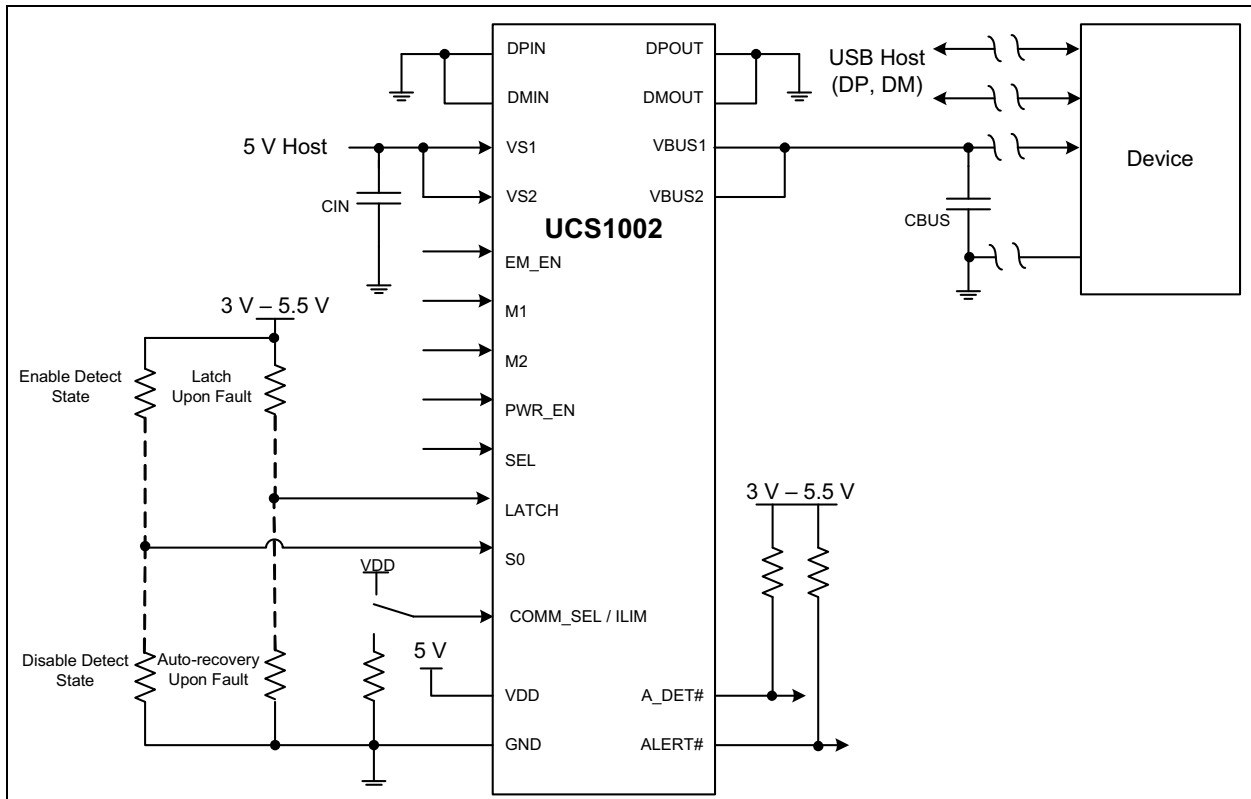 DPIN
DPOUT
USB Host
(DP, DM)
DMIN
DMOUT
5 V Host
VS1
VBUS1
Device
CIN
VS2
VBUS2
UCS1002
CBUS
EM_EN
3 V – 5.5 V
M1
Enable Detect
State
Latch
Upon Fault
M2
PWR_EN
SEL
3 V – 5.5 V
LATCH
S0
VDD
COMM_SEL / ILIM
Disable Detect
State
Auto-recovery
Upon Fault
5 V
VDD
A_DET#
GND
ALERT#